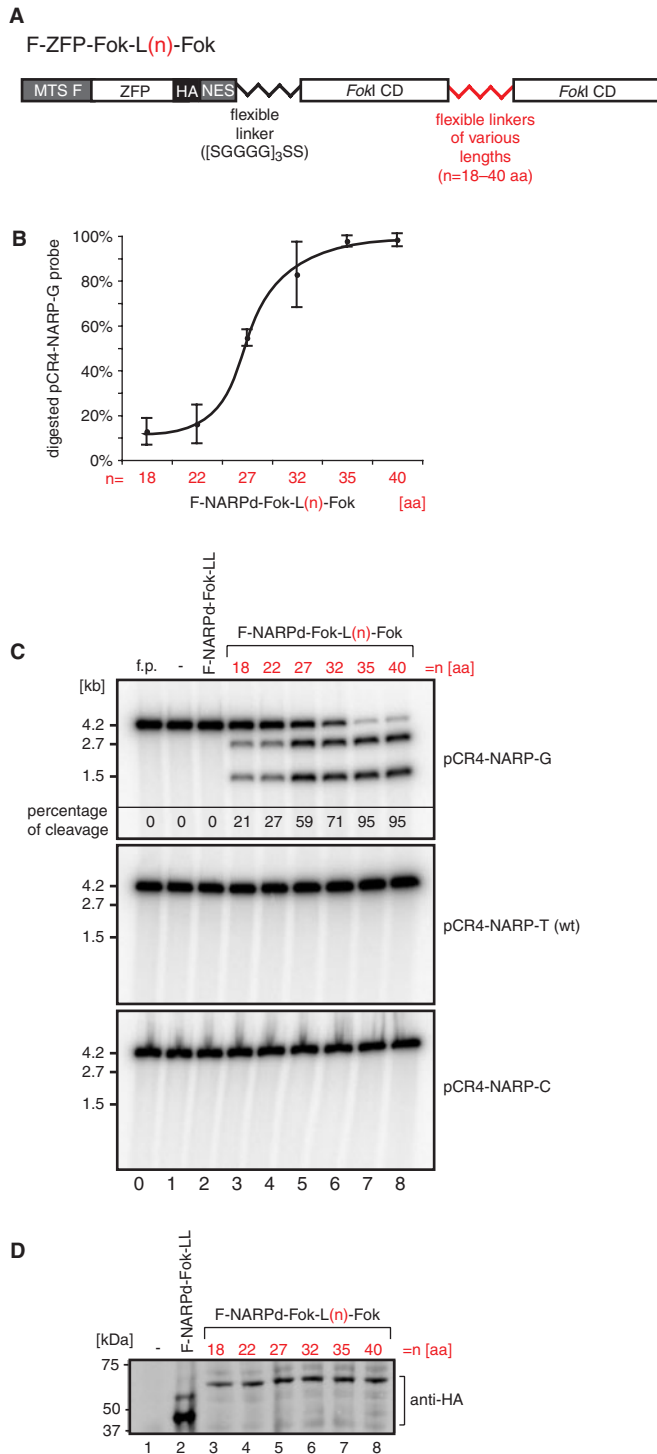 A
F-ZFP-Fok-L(n)-Fok
MTS F ZFP HA NES FokI CD FokI CD
flexible
linker
([SGGGG]3SS)
flexible linkers
of various
lengths
(n=18–40 aa)
B
digested pCR4-NARP-G probe
100%
80%
60%
40%
20%
0%
n= 18 22 27 32 35 40
F-NARPd-Fok-L(n)-Fok [aa]
C
F-NARPd-Fok-LL
F-NARPd-Fok-L(n)-Fok
f.p. - 18 22 27 32 35 40 =n [aa]
[kb]
4.2
2.7
1.5
pCR4-NARP-G
percentage
of cleavage
0 0 0 21 27 59 71 95 95
4.2
2.7
1.5
pCR4-NARP-T (wt)
4.2
2.7
1.5
pCR4-NARP-C
0 1 2 3 4 5 6 7 8
D
F-NARPd-Fok-LL
F-NARPd-Fok-L(n)-Fok
[kDa] - 18 22 27 32 35 40 =n [aa]
75
50
37
anti-HA
1 2 3 4 5 6 7 8